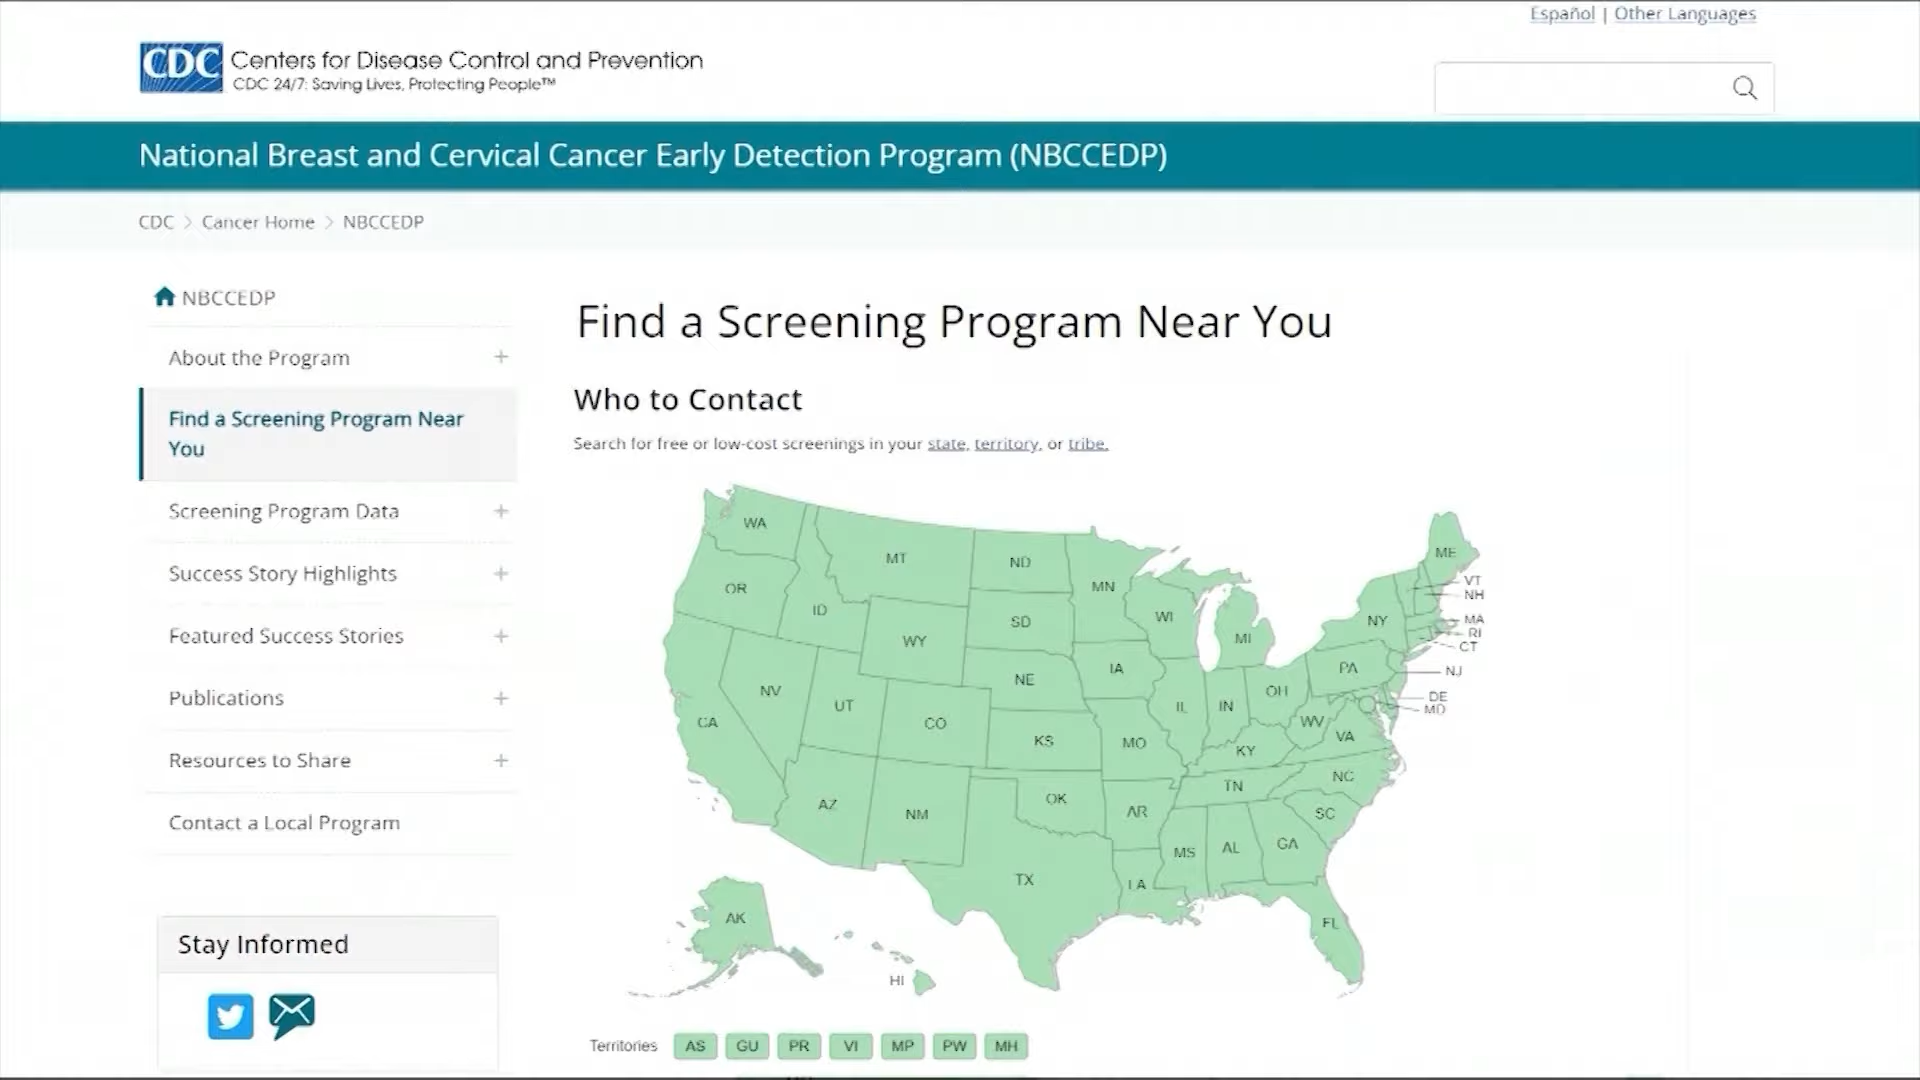 Español | Other Languages
CDC Centers for Disease Control and Prevention
CDC 24/7: Saving Lives, Protecting People™
National Breast and Cervical Cancer Early Detection Program (NBCCEDP)
CDC > Cancer Home > NBCCEDP
NBCCEDP
About the Program +
Find a Screening Program Near
You
Screening Program Data +
Success Story Highlights +
Featured Success Stories +
Publications +
Resources to Share +
Contact a Local Program
Stay Informed
Find a Screening Program Near You
Who to Contact
Search for free or low-cost screenings in your state, territory, or tribe.
WA
MT
ND
MN
ME
VT
NH
OR
ID
SD
WI
NY
MA
RI
WY
MI
CT
NE
IA
PA
NJ
NV
UT
IL
IN
OH
DE
MD
CA
CO
WV
VA
KS
MO
KY
NC
AZ
NM
OK
AR
TN
SC
MS
AL
GA
TX
LA
FL
AK
HI
Territories AS GU PR VI MP PW MH